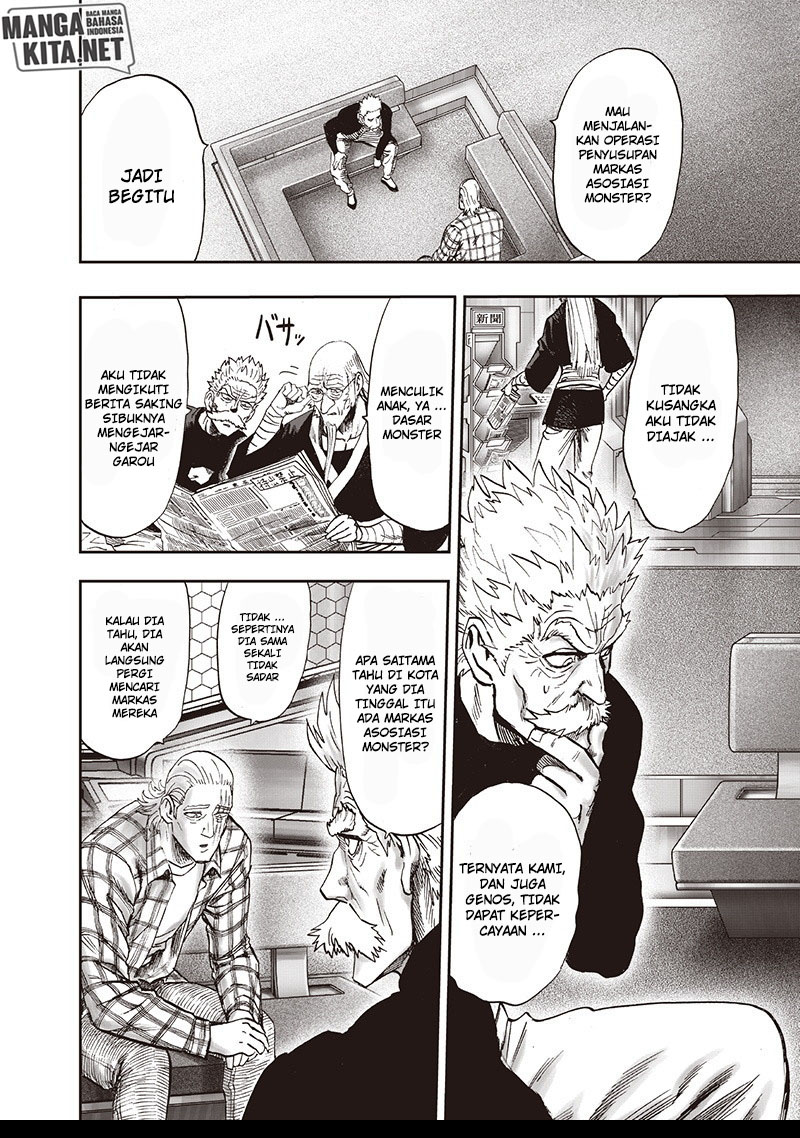 MANGA
KITA.NET
BACA MANGA
BAHASA
INDONESIA
MAU
MENJALAN-
KAN OPERASI
PENYUSUPAN
MARKAS
ASOSIASI
MONSTER?
JADI
BEGITU
新聞
TIDAK
KUSANGKA
AKU TIDAK
DIAJAK ...
TERNYATA KAMI,
DAN JUGA
GENOS, TIDAK
DAPAT KEPER-
CAYAAN ...
バサッ
MENCULIK
ANAK, YA ...
DASAR
MONSTER
AKU TIDAK
MENGIKUTI
BERITA SAKING
SIBUKNYA
MENGEJAR-
NGEJAR
GAROU
APA SAITAMA
TAHU DI KOTA
YANG DIA
TINGGAL ITU
ADA MARKAS
ASOSIASI
MONSTER?
TIDAK ...
SEPERTINYA
DIA SAMA
SEKALI
TIDAK
SADAR
KALAU DIA
TAHU, DIA
AKAN
LANGSUNG
PERGI
MENCARI
MARKAS
MEREKA